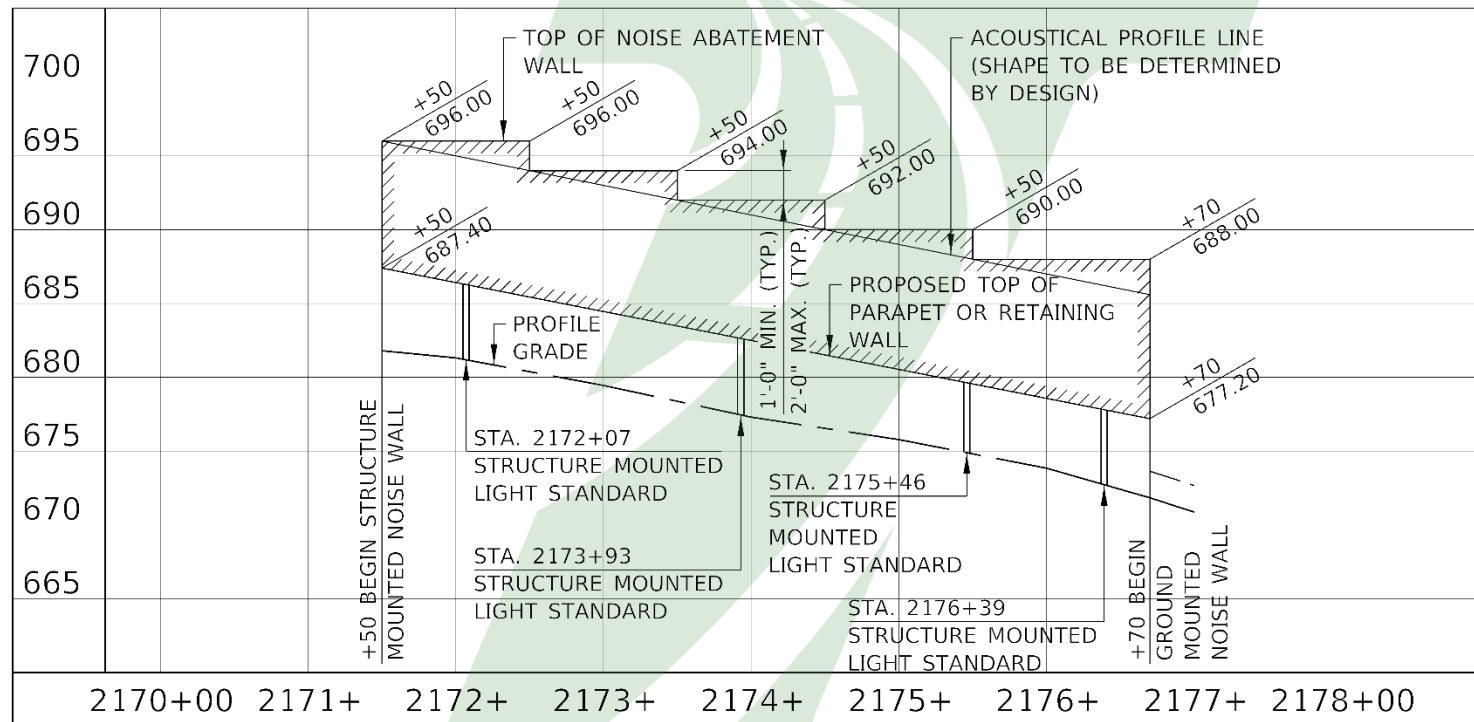 700
695
690
685
680
675
670
665
TOP OF NOISE ABATEMENT
WALL
ACOUSTICAL PROFILE LINE
(SHAPE TO BE DETERMINED
BY DESIGN)
+50
696.00
+50
696.00
+50
694.00
+50
692.00
+50
690.00
+70
688.00
+50
687.40
1'-0" MIN. (TYP.)
2'-0" MAX. (TYP.)
PROPOSED TOP OF
PARAPET OR RETAINING
WALL
PROFILE
GRADE
+70
677.20
+50 BEGIN STRUCTURE
MOUNTED NOISE WALL
STA. 2172+07
STRUCTURE MOUNTED
LIGHT STANDARD
STA. 2173+93
STRUCTURE MOUNTED
LIGHT STANDARD
STA. 2175+46
STRUCTURE
MOUNTED
LIGHT STANDARD
STA. 2176+39
STRUCTURE MOUNTED
LIGHT STANDARD
+70 BEGIN
GROUND
MOUNTED
NOISE WALL
2170+00 2171+ 2172+ 2173+ 2174+ 2175+ 2176+ 2177+ 2178+00